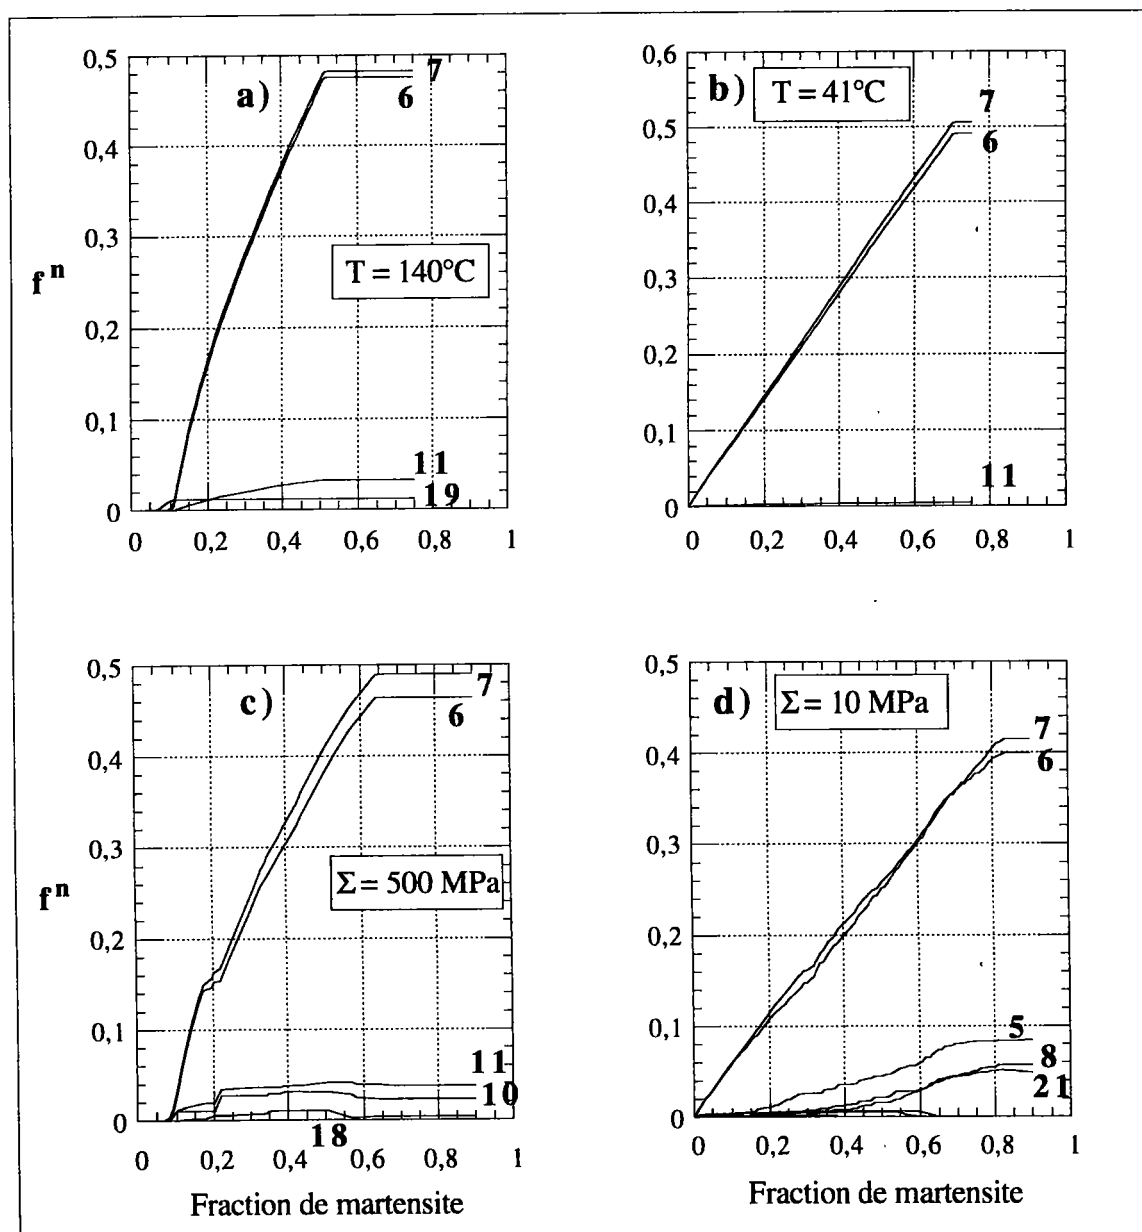 0,5
0,4
0,3
0,2
0,1
0
a)
7
6
T = 140°C
11
19
f n
0 0,2 0,4 0,6 0,8 1
0,6
0,5
0,4
0,3
0,2
0,1
0
b)
T = 41°C
7
6
11
0 0,2 0,4 0,6 0,8 1
0,5
0,4
0,3
0,2
0,1
0
c)
7
6
Σ = 500 MPa
11
10
18
f n
0 0,2 0,4 0,6 0,8 1
Fraction de martensite
0,5
0,4
0,3
0,2
0,1
0
d)
Σ = 10 MPa
7
6
5
8
21
0 0,2 0,4 0,6 0,8 1
Fraction de martensite